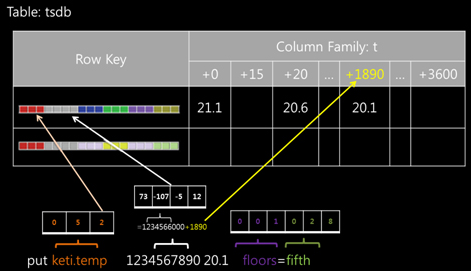 Table: tsdb
Row Key
Column Family: t
+0 +15 +20 ... +1890 ... +3600
21.1 20.6 20.1
73 -107 -5 12
=1234566000+1890
0 5 2
0 0 1 0 2 8
put keti.temp 1234567890 20.1 floors=fifth